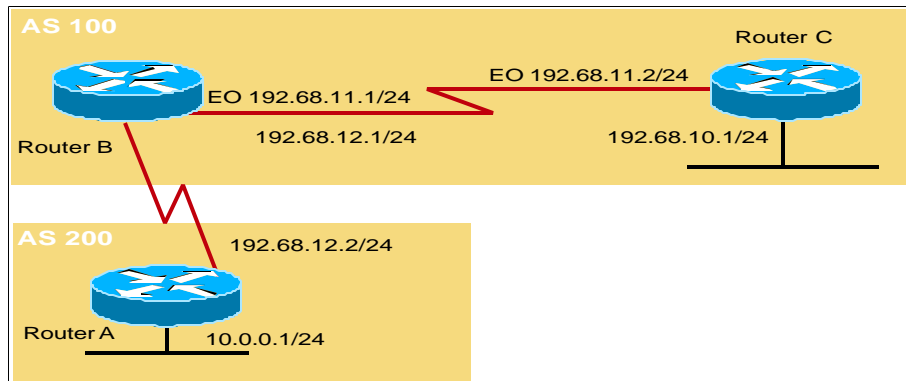 AS 100
Router C
EO 192.68.11.2/24
EO 192.68.11.1/24
192.68.12.1/24
192.68.10.1/24
Router B
AS 200
192.68.12.2/24
Router A
10.0.0.1/24